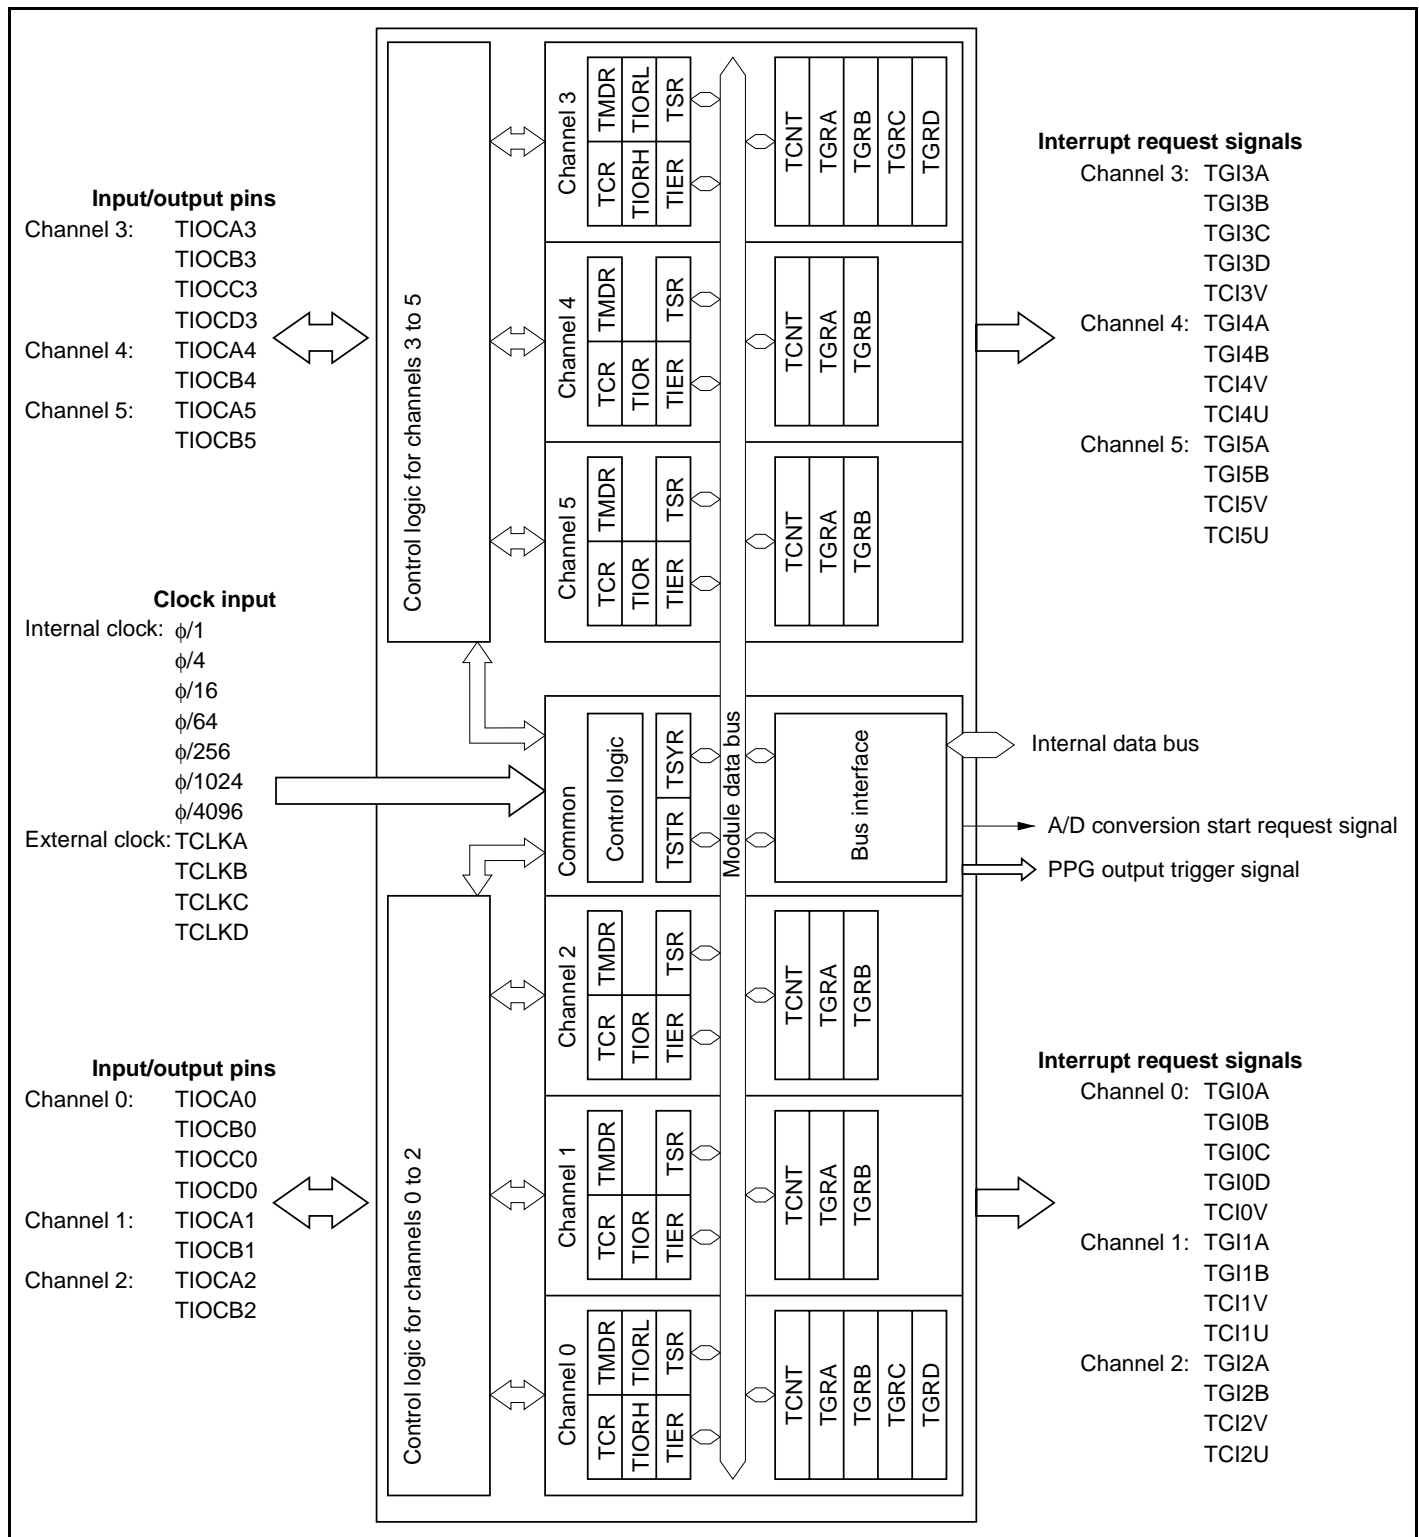 Input/output pins
Channel 3: TIOCA3
TIOCB3
TIOCC3
TIOCD3
Channel 4: TIOCA4
TIOCB4
Channel 5: TIOCA5
TIOCB5
Clock input
Internal clock: ϕ/1
ϕ/4
ϕ/16
ϕ/64
ϕ/256
ϕ/1024
ϕ/4096
External clock: TCLKA
TCLKB
TCLKC
TCLKD
Input/output pins
Channel 0: TIOCA0
TIOCB0
TIOCC0
TIOCD0
Channel 1: TIOCA1
TIOCB1
Channel 2: TIOCA2
TIOCB2
Control logic for channels 3 to 5
Control logic for channels 0 to 2
Channel 3
TCR TMDR
TIORH TIORL
TIER TSR
TCNT
TGRA
TGRB
TGRC
TGRD
Channel 4
TCR TMDR
TIOR
TIER TSR
TCNT
TGRA
TGRB
Channel 5
TCR TMDR
TIOR
TIER TSR
TCNT
TGRA
TGRB
Common
Control logic
TSTR TSYR
Module data bus
Bus interface
Channel 2
TCR TMDR
TIOR
TIER TSR
TCNT
TGRA
TGRB
Channel 1
TCR TMDR
TIOR
TIER TSR
TCNT
TGRA
TGRB
Channel 0
TCR TMDR
TIORH TIORL
TIER TSR
TCNT
TGRA
TGRB
TGRC
TGRD
Interrupt request signals
Channel 3: TGI3A
TGI3B
TGI3C
TGI3D
TCI3V
Channel 4: TGI4A
TGI4B
TCI4V
TCI4U
Channel 5: TGI5A
TGI5B
TCI5V
TCI5U
Internal data bus
A/D conversion start request signal
PPG output trigger signal
Interrupt request signals
Channel 0: TGI0A
TGI0B
TGI0C
TGI0D
TCI0V
Channel 1: TGI1A
TGI1B
TCI1V
TCI1U
Channel 2: TGI2A
TGI2B
TCI2V
TCI2U